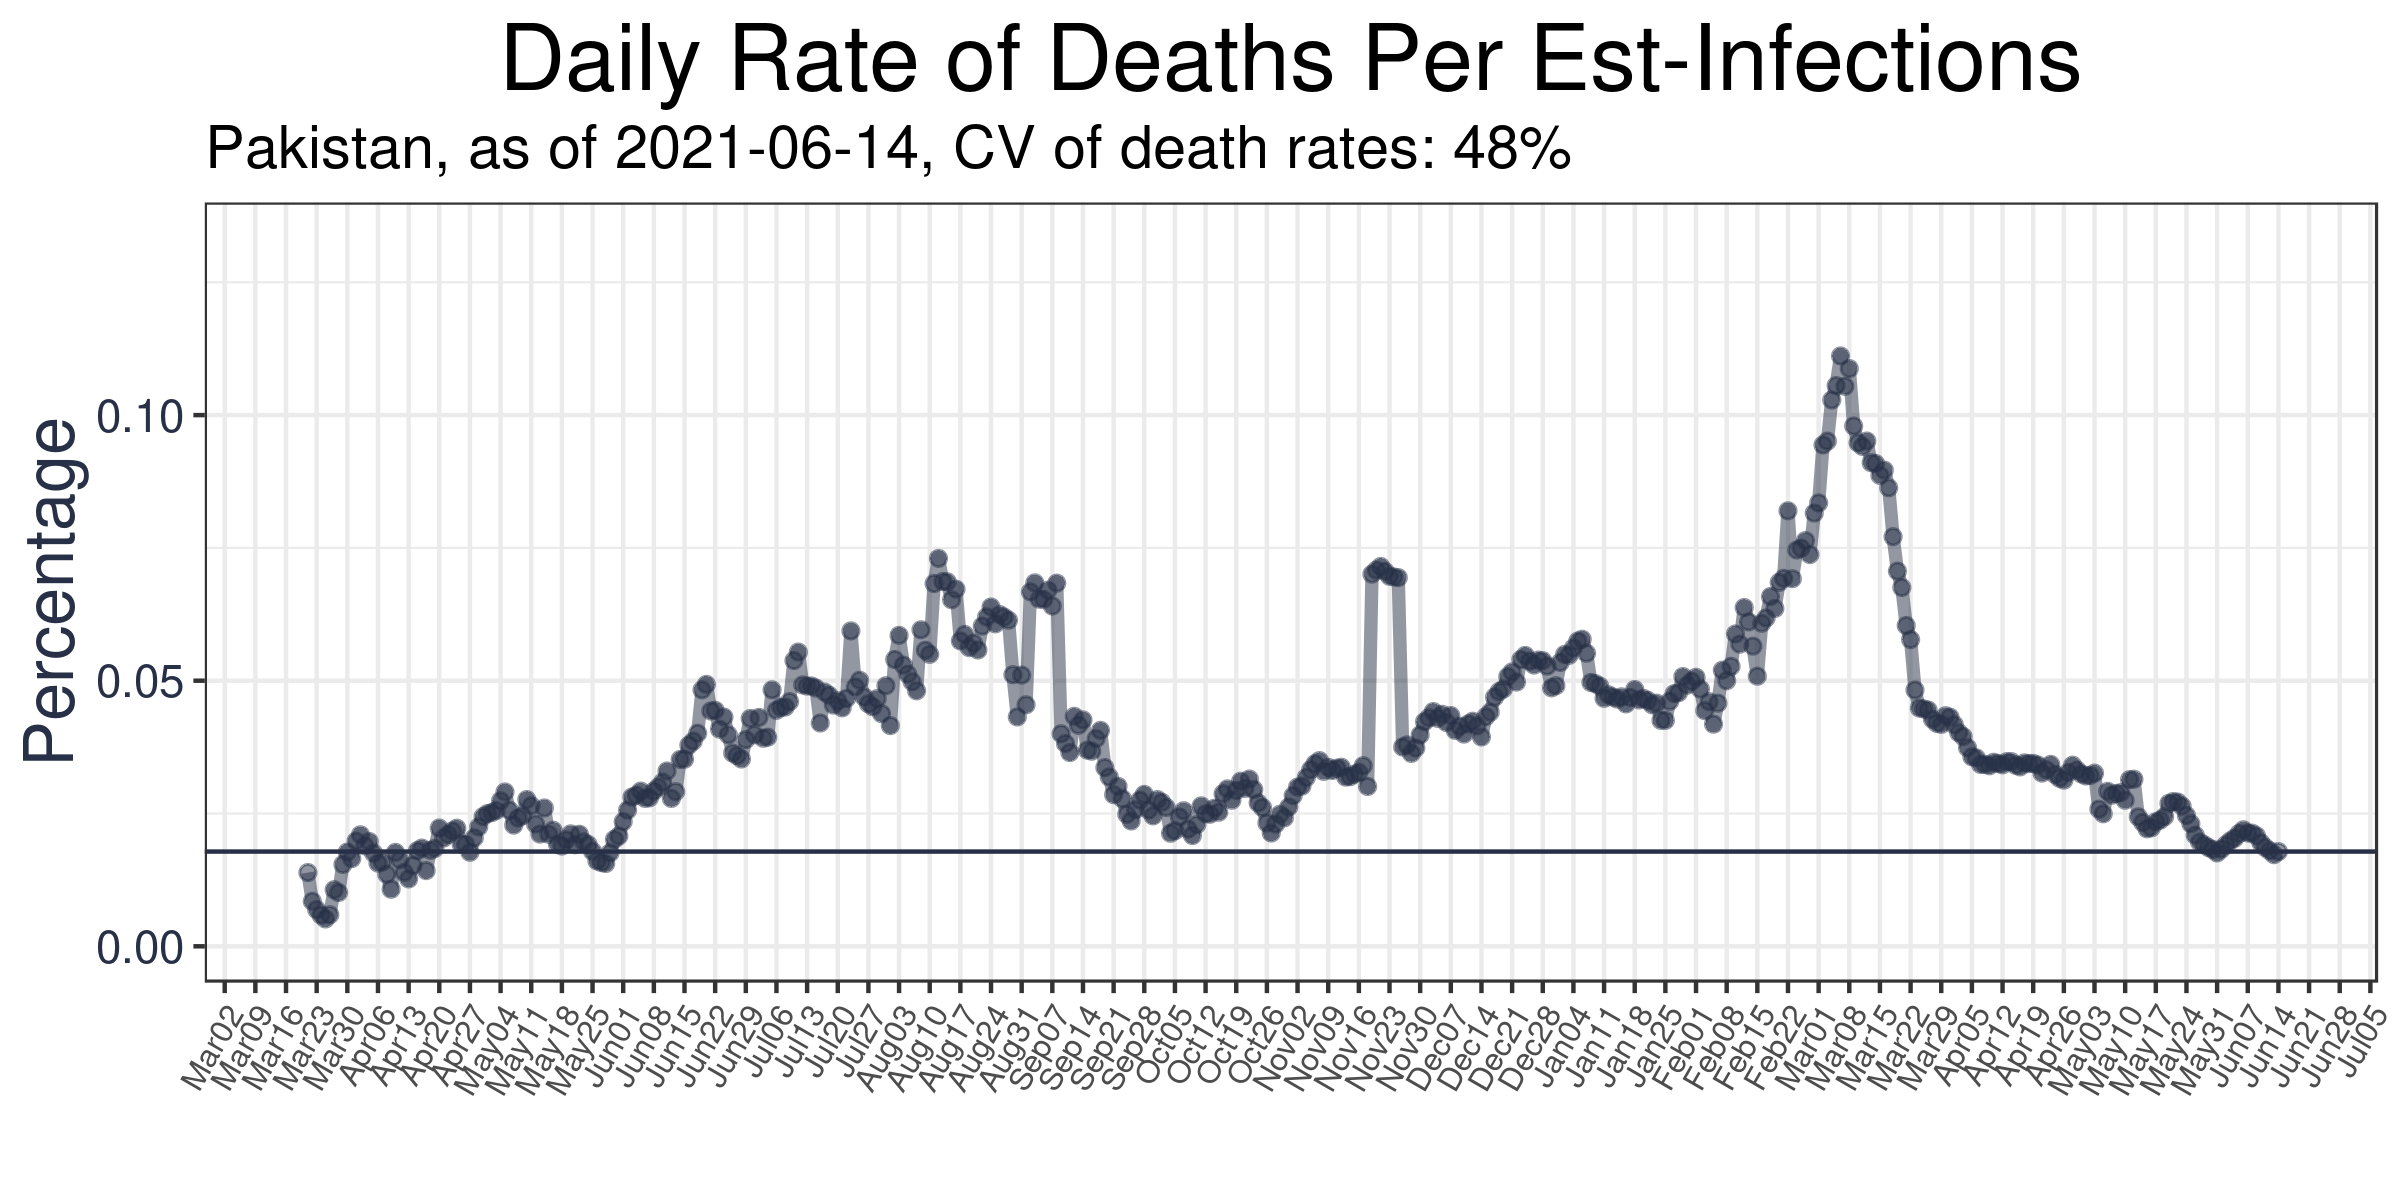 Daily Rate of Deaths Per Est-Infections
Pakistan, as of 2021-06-14, CV of death rates: 48%
Percentage
0.10
0.05
0.00
Mar02
Mar09
Mar16
Mar23
Mar30
Apr06
Apr13
Apr20
Apr27
May04
May11
May18
May25
Jun01
Jun08
Jun15
Jun22
Jun29
Jul06
Jul13
Jul20
Jul27
Aug03
Aug10
Aug17
Aug24
Aug31
Sep07
Sep14
Sep21
Sep28
Oct05
Oct12
Oct19
Oct26
Nov02
Nov09
Nov16
Nov23
Nov30
Dec07
Dec14
Dec21
Dec28
Jan04
Jan11
Jan18
Jan25
Feb01
Feb08
Feb15
Feb22
Mar01
Mar08
Mar15
Mar22
Mar29
Apr05
Apr12
Apr19
Apr26
May03
May10
May17
May24
May31
Jun07
Jun14
Jun21
Jun28
Jul05